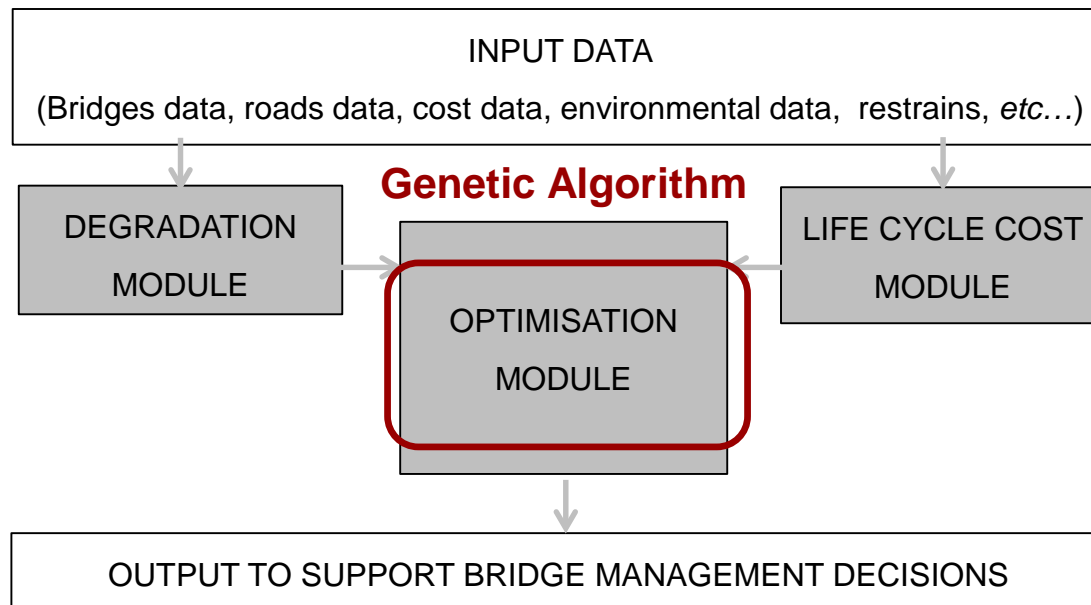 INPUT DATA
(Bridges data, roads data, cost data, environmental data, restrains, etc…)
Genetic Algorithm
DEGRADATION
MODULE
OPTIMISATION
MODULE
LIFE CYCLE COST
MODULE
OUTPUT TO SUPPORT BRIDGE MANAGEMENT DECISIONS